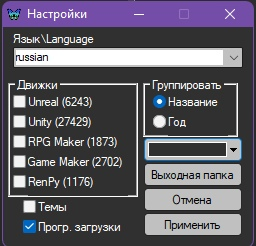 Настройки
Язык\Language
russian
Движки
Unreal (6243)
Unity (27429)
RPG Maker (1873)
Game Maker (2702)
RenPy (1176)
Группировать
Название
Год
Выходная папка
Темы
Отмена
Прогр. загрузки
Применить